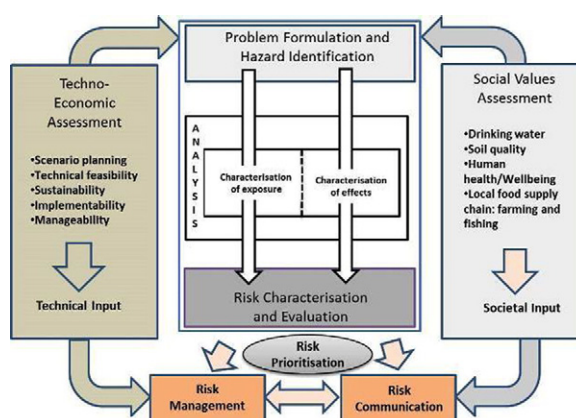 Problem Formulation and
Hazard Identification
Techno-
Economic
Assessment
•Scenario planning
•Technical feasibility
•Sustainability
•Implementability
•Manageability
Technical Input
ANALYSIS
Characterisation
of exposure
Characterisation
of effects
Risk Characterisation
and Evaluation
Social Values
Assessment
•Drinking water
•Soil quality
•Human
health/Wellbeing
•Local food supply
chain: farming and
fishing
Societal Input
Risk
Prioritisation
Risk
Management
Risk
Communication